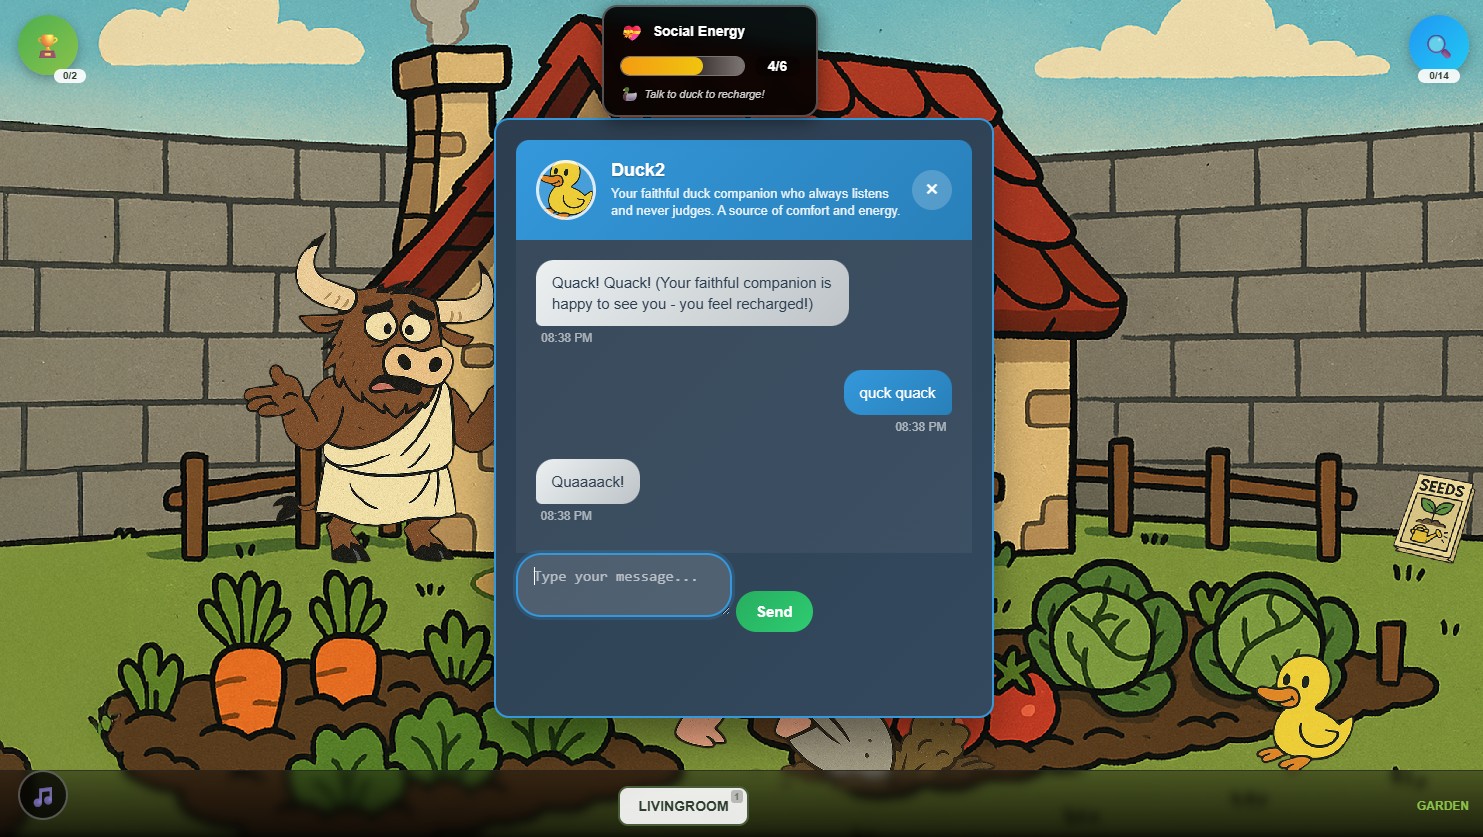 0/2
Social Energy
4/6
Talk to duck to recharge!
0/14
Duck2
Your faithful duck companion who always listens
and never judges. A source of comfort and energy.
×
Quack! Quack! (Your faithful companion is
happy to see you - you feel recharged!)
08:38 PM
quck quack
08:38 PM
Quaaaack!
08:38 PM
SEEDS
Type your message...
Send
LIVINGROOM 1
GARDEN